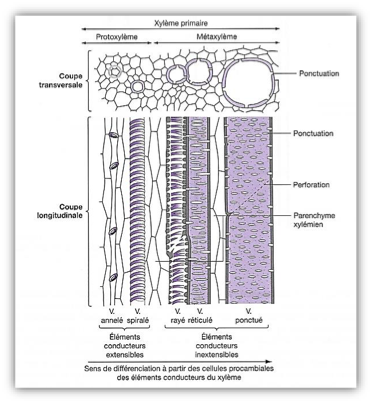 Xylème primaire
Protoxylème
Métaxylème
Coupe
transversale
Ponctuation
Ponctuation
Perforation
Coupe
longitudinale
Parenchyme
xylémien
V. V. V. V. V.
annelé spiralé rayé réticulé ponctué
Éléments
conducteurs
extensibles
Éléments
conducteurs
inextensibles
Sens de différenciation à partir des cellules procambiales
des éléments conducteurs du xylème